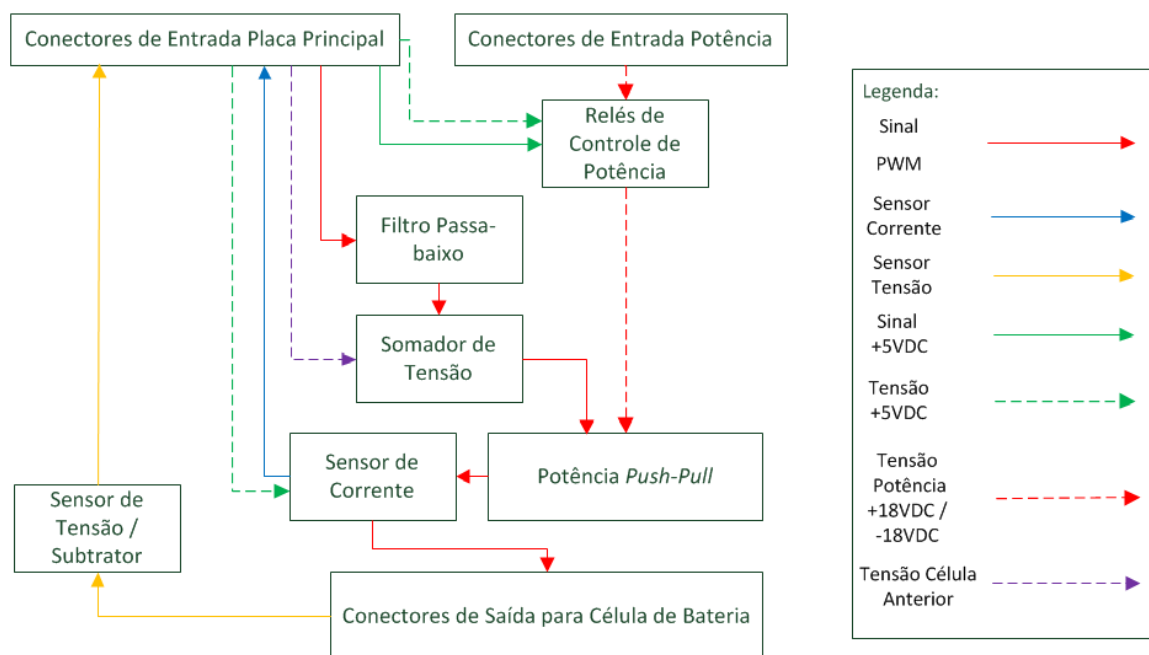 Conectores de Entrada Placa Principal
Conectores de Entrada Potência
Relés de
Controle de
Potência
Filtro Passa-
baixo
Somador de
Tensão
Sensor de
Corrente
Potência Push-Pull
Sensor de
Tensão /
Subtrator
Conectores de Saída para Célula de Bateria
Legenda:
Sinal
PWM
Sensor
Corrente
Sensor
Tensão
Sinal
+5VDC
Tensão
+5VDC
Tensão
Potência
+18VDC /
-18VDC
Tensão Célula
Anterior